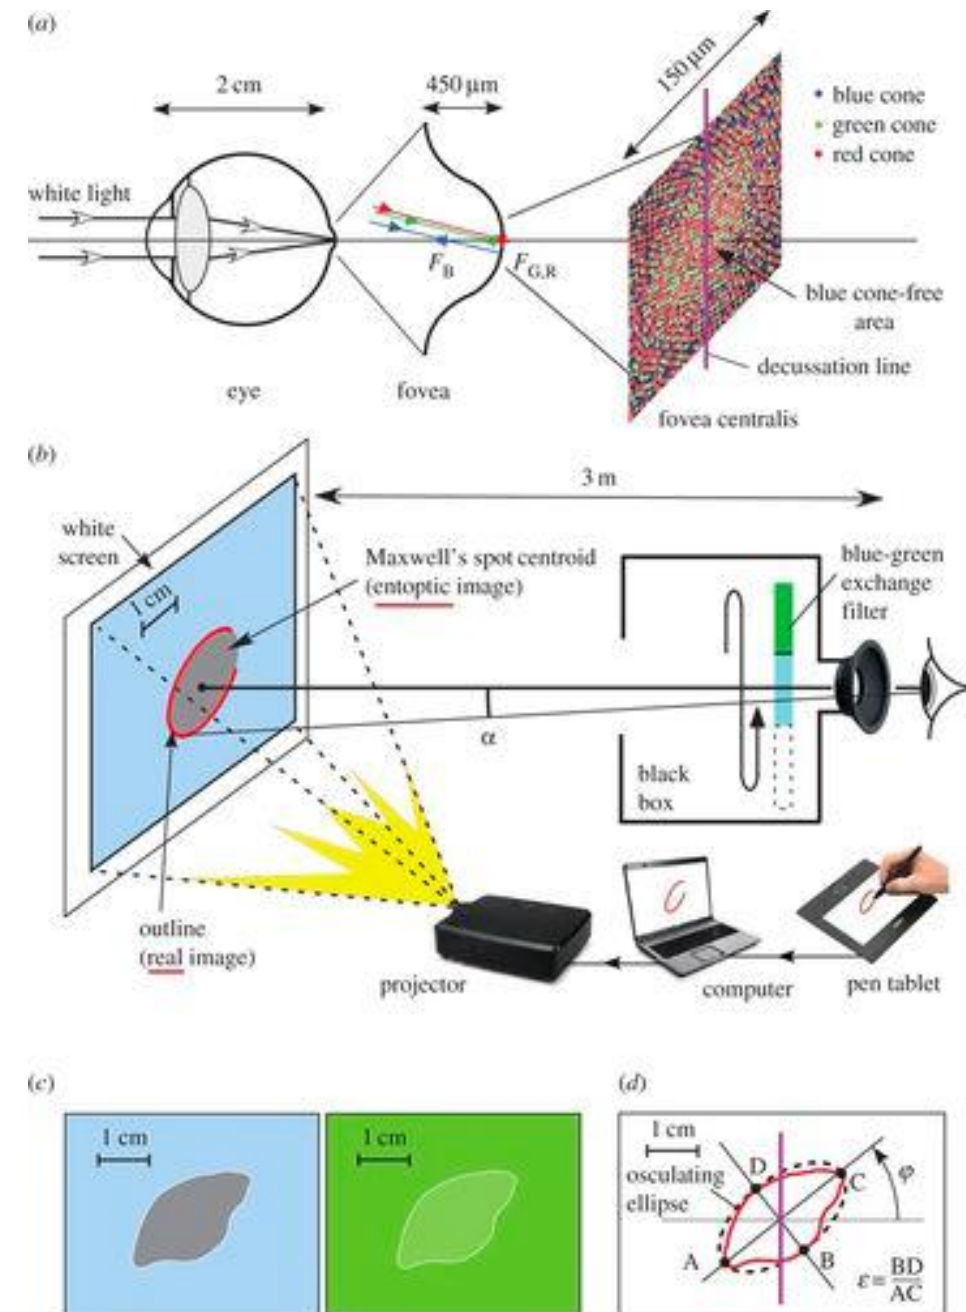 (a)
2 cm
450 µm
150 µm
blue cone
green cone
red cone
white light
F_B
F_G,R
blue cone-free
area
decussation line
eye
fovea
fovea centralis
(b)
3 m
white
screen
1 cm
Maxwell's spot centroid
(entoptic image)
blue-green
exchange
filter
α
black
box
outline
(real image)
projector
computer
pen tablet
(c)
1 cm
1 cm
(d)
1 cm
D
osculating
ellipse
C
φ
A
B
ε = BD
AC